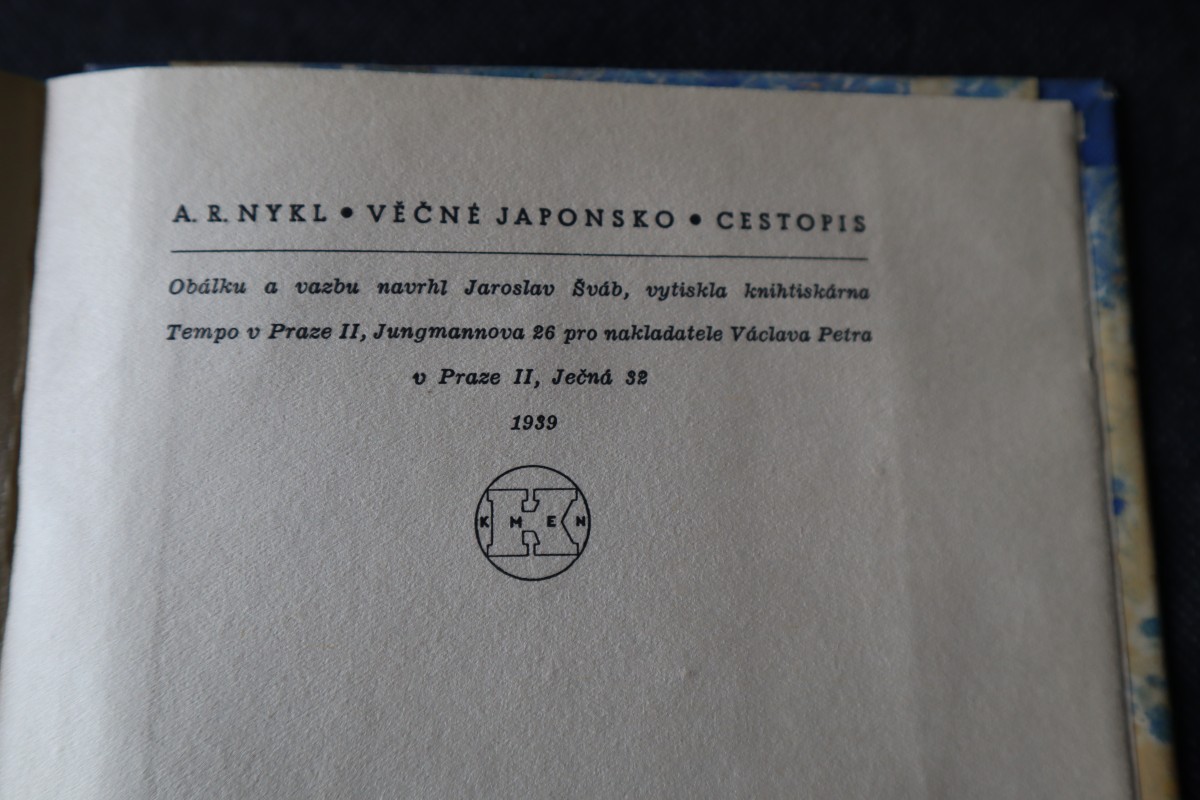 A. R. NYKL • VĚČNÉ JAPONSKO • CESTOPIS
Obálku a vazbu navrhl Jaroslav Šváb, vytiskla knihtiskárna
Tempo v Praze II, Jungmannova 26 pro nakladatele Václava Petra
v Praze II, Ječná 32
1939
KMEN